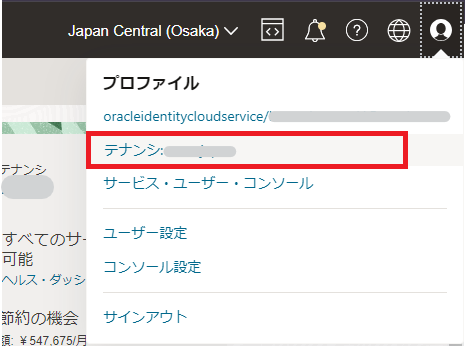 Japan Central (Osaka)
プロファイル
oracleidentitycloudservice/
テナンシ:
サービス・ユーザー・コンソール
ユーザー設定
コンソール設定
サインアウト
テナンシ
すべてのサー
可能
ヘルス・ダッシ
節約の機会
額: ￥547,675/月